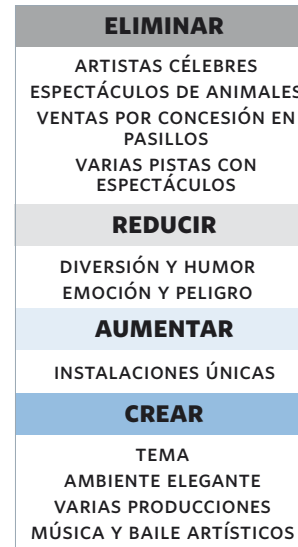 ELIMINAR
ARTISTAS CÉLEBRES
ESPECTÁCULOS DE ANIMALES
VENTAS POR CONCESIÓN EN
PASILLOS
VARIAS PISTAS CON
ESPECTÁCULOS
REDUCIR
DIVERSIÓN Y HUMOR
EMOCIÓN Y PELIGRO
AUMENTAR
INSTALACIONES ÚNICAS
CREAR
TEMA
AMBIENTE ELEGANTE
VARIAS PRODUCCIONES
MÚSICA Y BAILE ARTÍSTICOS